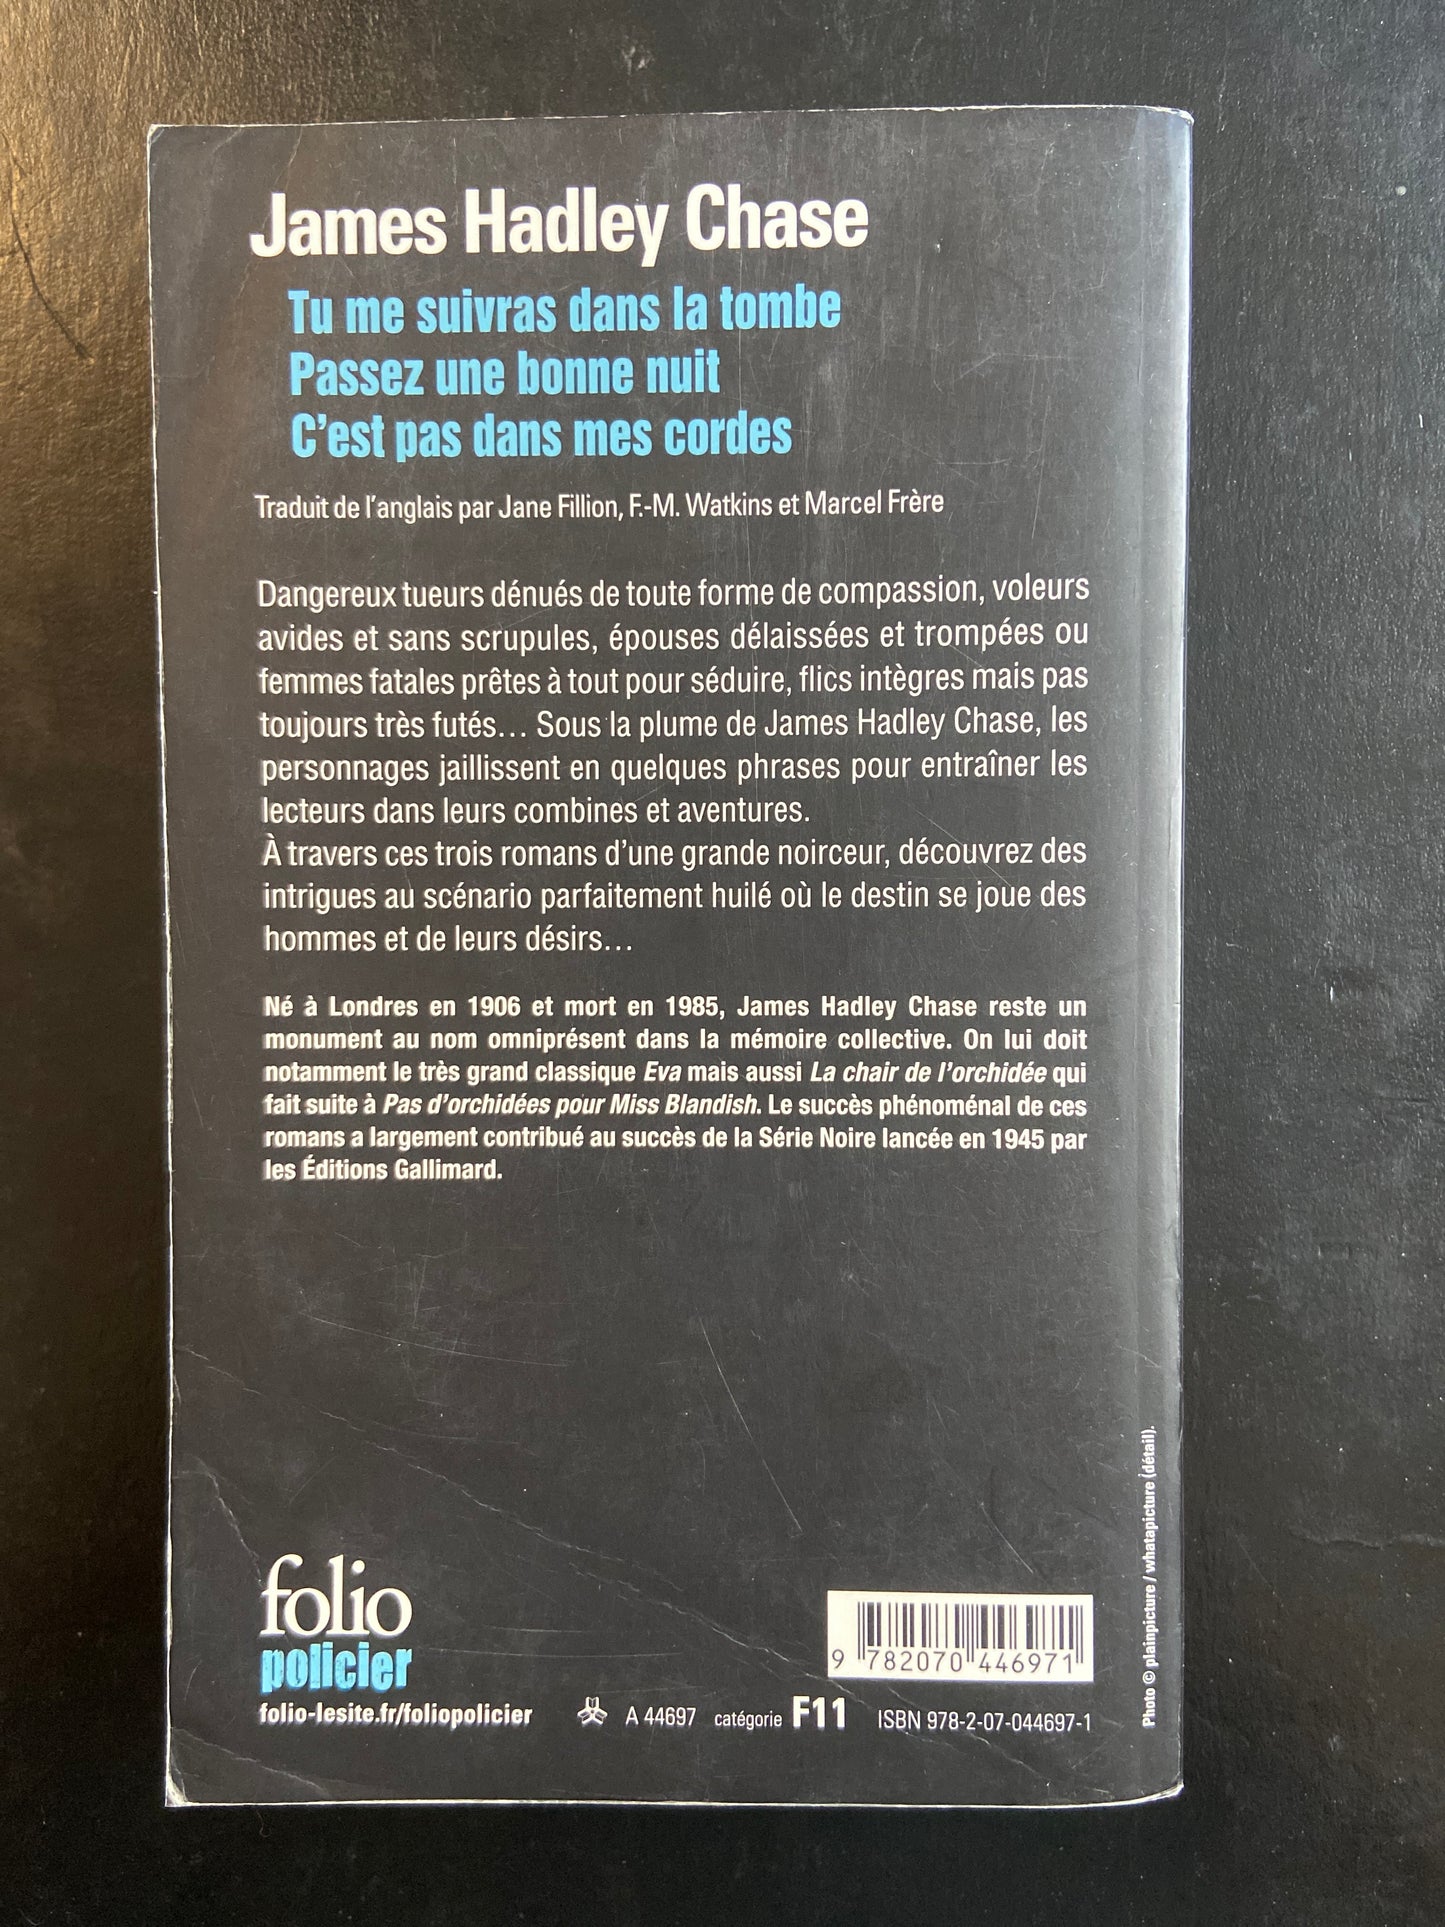 James Hadley Chase
Tu me suivras dans la tombe
Passez une bonne nuit
C'est pas dans mes cordes
Traduit de l'anglais par Jane Fillion, F.-M. Watkins et Marcel Frère
Dangereux tueurs dénués de toute forme de compassion, voleurs
avides et sans scrupules, épouses délaissées et trompées ou
femmes fatales prêtes à tout pour séduire, flics intègres mais pas
toujours très futés… Sous la plume de James Hadley Chase, les
personnages jaillissent en quelques phrases pour entraîner les
lecteurs dans leurs combines et aventures.
À travers ces trois romans d'une grande noirceur, découvrez des
intrigues au scénario parfaitement huilé où le destin se joue des
hommes et de leurs désirs…
Né à Londres en 1906 et mort en 1985, James Hadley Chase reste un
monument au nom omniprésent dans la mémoire collective. On lui doit
notamment le très grand classique Eva mais aussi La chair de l'orchidée qui
fait suite à Pas d'orchidées pour Miss Blandish. Le succès phénoménal de ces
romans a largement contribué au succès de la Série Noire lancée en 1945 par
les Éditions Gallimard.
folio
policier
folio-lesite.fr/foliopolicier
A 44697 catégorie F11 ISBN 978-2-07-044697-1
9 782070 446971
Photo © plainpicture / whatapicture (détail).